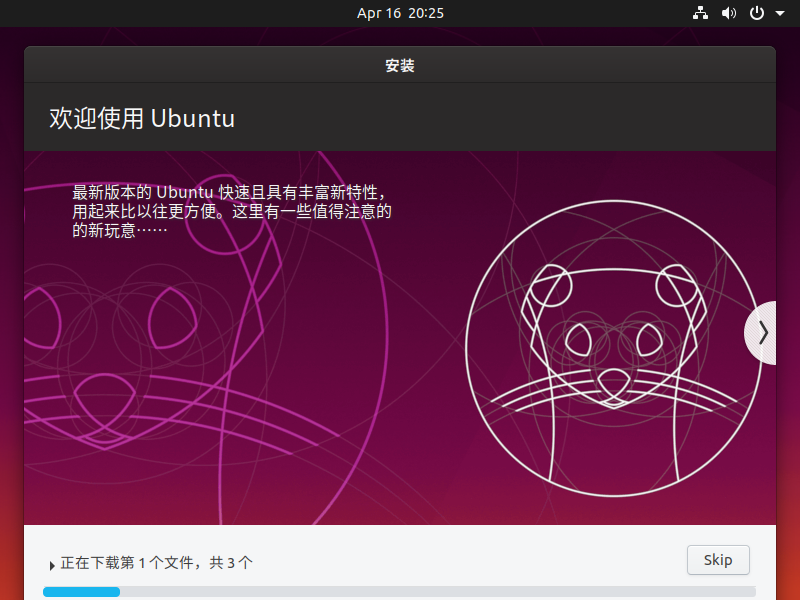 Apr 16 20:25
安装
欢迎使用 Ubuntu
最新版本的 Ubuntu 快速且具有丰富新特性，
用起来比以往更方便。这里有一些值得注意的
的新玩意……
正在下载第 1 个文件，共 3 个
Skip